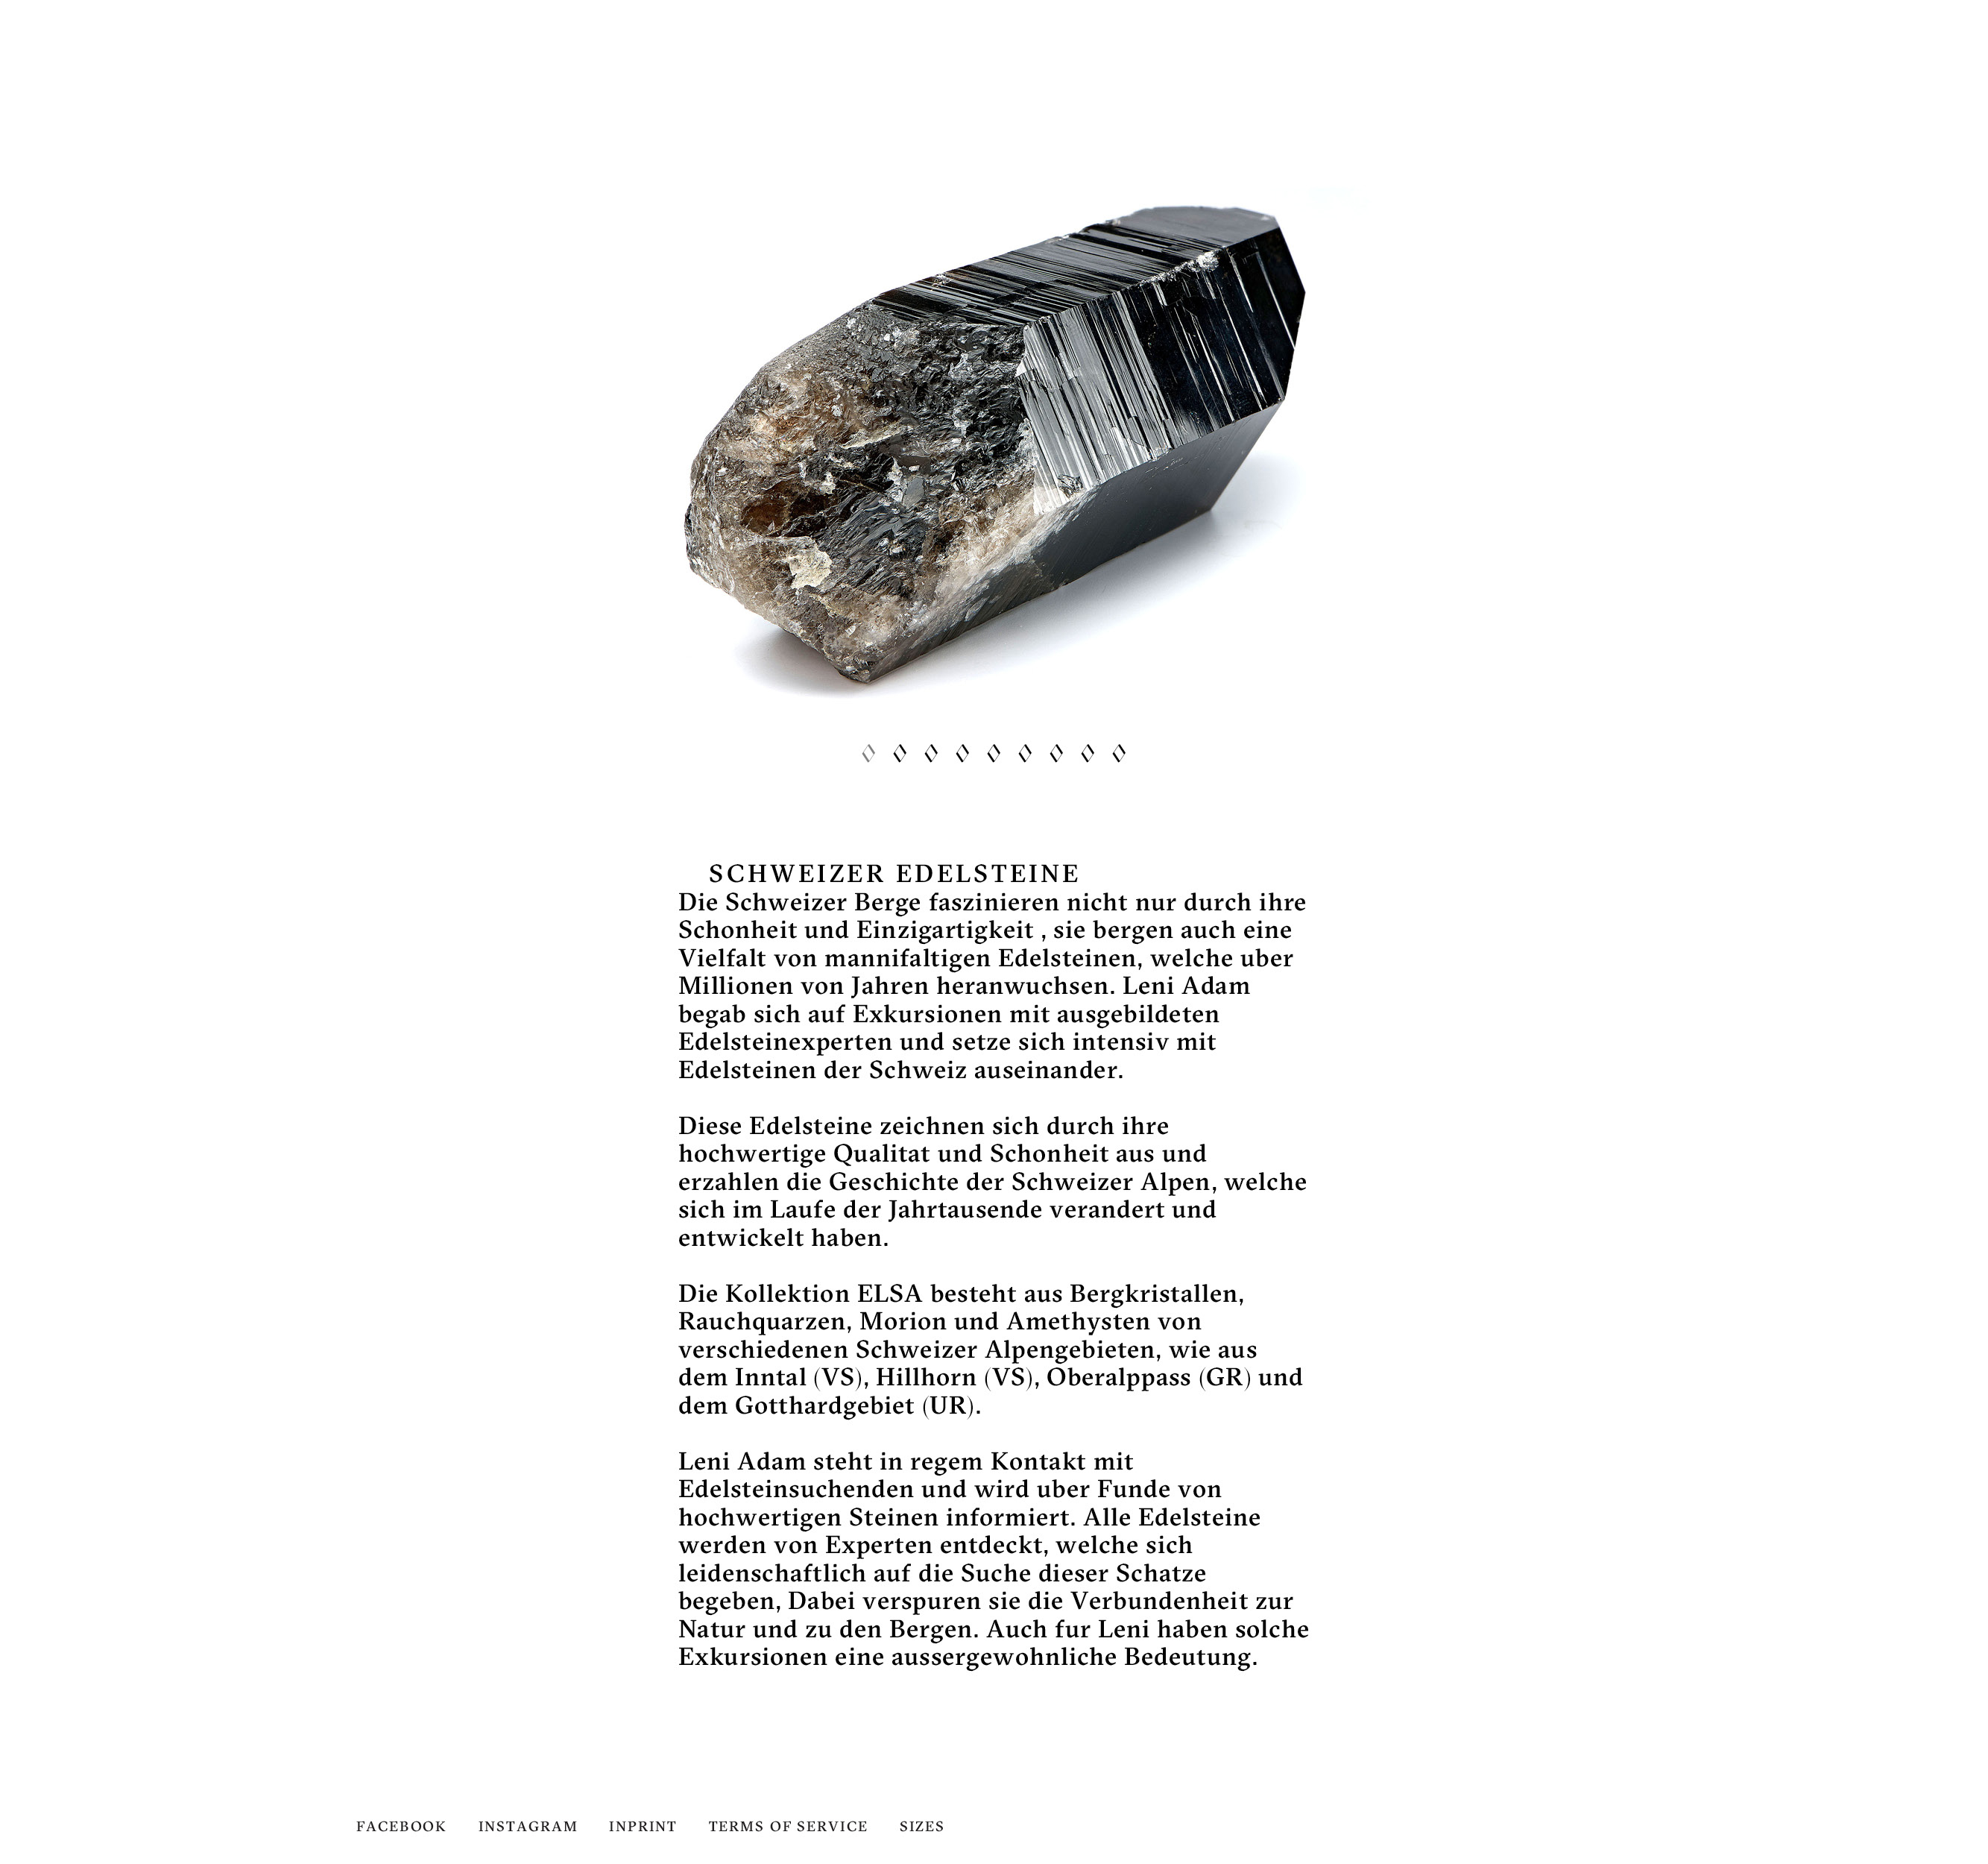 SCHWEIZER EDELSTEINE
Die Schweizer Berge faszinieren nicht nur durch ihre
Schonheit und Einzigartigkeit , sie bergen auch eine
Vielfalt von mannifaltigen Edelsteinen, welche uber
Millionen von Jahren heranwuchsen. Leni Adam
begab sich auf Exkursionen mit ausgebildeten
Edelsteinexperten und setze sich intensiv mit
Edelsteinen der Schweiz auseinander.
Diese Edelsteine zeichnen sich durch ihre
hochwertige Qualitat und Schonheit aus und
erzahlen die Geschichte der Schweizer Alpen, welche
sich im Laufe der Jahrtausende verandert und
entwickelt haben.
Die Kollektion ELSA besteht aus Bergkristallen,
Rauchquarzen, Morion und Amethysten von
verschiedenen Schweizer Alpengebieten, wie aus
dem Inntal (VS), Hillhorn (VS), Oberalppass (GR) und
dem Gotthardgebiet (UR).
Leni Adam steht in regem Kontakt mit
Edelsteinsuchenden und wird uber Funde von
hochwertigen Steinen informiert. Alle Edelsteine
werden von Experten entdeckt, welche sich
leidenschaftlich auf die Suche dieser Schatze
begeben, Dabei verspuren sie die Verbundenheit zur
Natur und zu den Bergen. Auch fur Leni haben solche
Exkursionen eine aussergewohnliche Bedeutung.
FACEBOOK INSTAGRAM INPRINT TERMS OF SERVICE SIZES